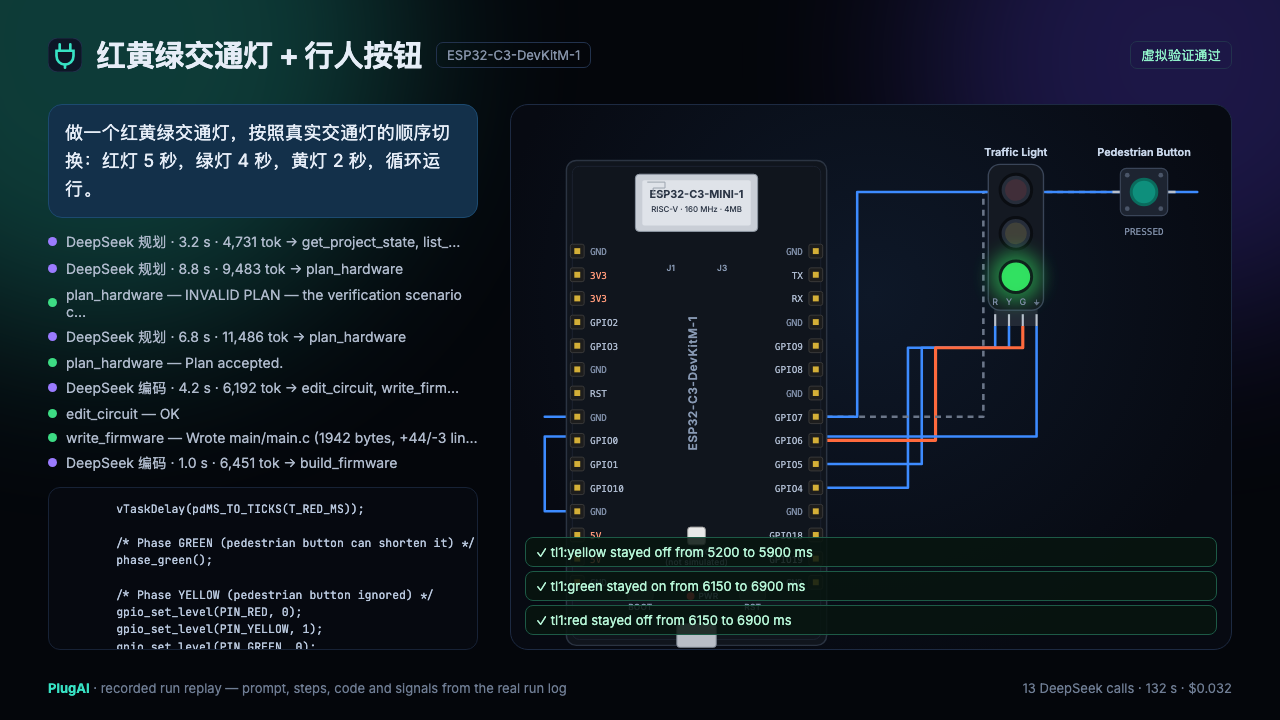 红黄绿交通灯 + 行人按钮
ESP32-C3-DevKitM-1
虚拟验证通过
做一个红黄绿交通灯，按照真实交通灯的顺序切
换：红灯 5 秒，绿灯 4 秒，黄灯 2 秒，循环运
行。
DeepSeek 规划 · 3.2 s · 4,731 tok → get_project_state, list_...
DeepSeek 规划 · 8.8 s · 9,483 tok → plan_hardware
plan_hardware — INVALID PLAN — the verification scenario
c...
DeepSeek 规划 · 6.8 s · 11,486 tok → plan_hardware
plan_hardware — Plan accepted.
DeepSeek 编码 · 4.2 s · 6,192 tok → edit_circuit, write_firm...
edit_circuit — OK
write_firmware — Wrote main/main.c (1942 bytes, +44/-3 lin...
DeepSeek 编码 · 1.0 s · 6,451 tok → build_firmware
vTaskDelay(pdMS_TO_TICKS(T_RED_MS));
/* Phase GREEN (pedestrian button can shorten it) */
phase_green();
/* Phase YELLOW (pedestrian button ignored) */
gpio_set_level(PIN_RED, 0);
gpio_set_level(PIN_YELLOW, 1);
gpio_set_level(PIN_GREEN, 0);
Traffic Light
Pedestrian Button
ESP32-C3-MINI-1
RISC-V · 160 MHz · 4MB
J1
J3
GND
3V3
3V3
GPIO2
GPIO3
GND
RST
GND
GPIO0
GPIO1
GPIO10
GND
5V
ESP32-C3-DevKitM-1
GND
TX
RX
GND
GPIO9
GPIO8
GND
GPIO7
GPIO6
GPIO5
GPIO4
GND
GPIO18
R Y G ⏚
PRESSED
✓ tl1:yellow stayed off from 5200 to 5900 ms
✓ tl1:green stayed on from 6150 to 6900 ms
✓ tl1:red stayed off from 6150 to 6900 ms
PlugAI · recorded run replay — prompt, steps, code and signals from the real run log
13 DeepSeek calls · 132 s · $0.032